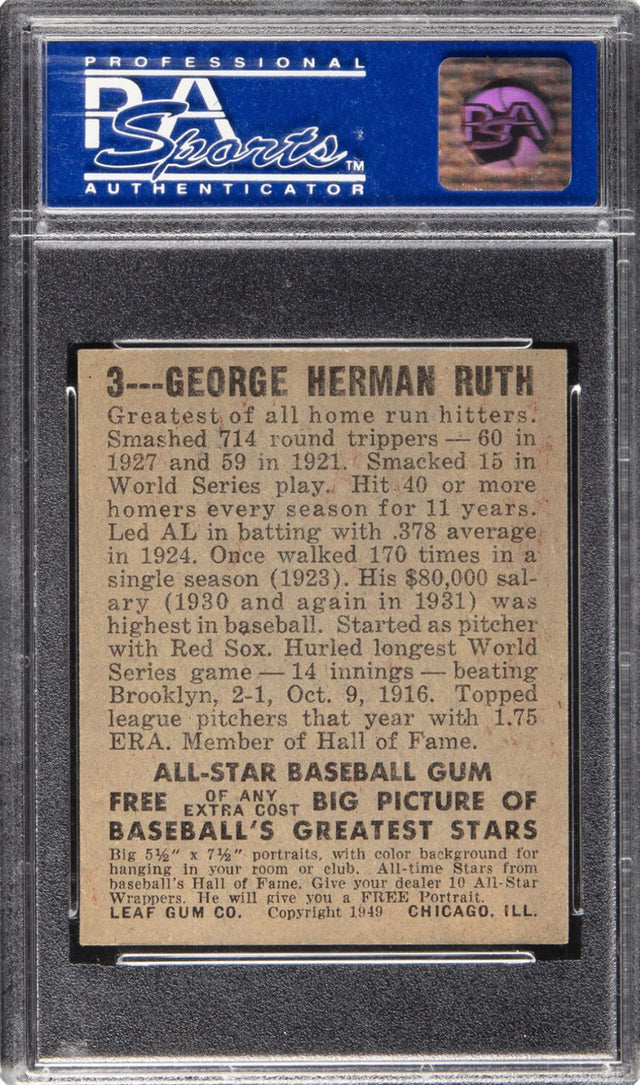 PROFESSIONAL
PSA
Sports™
AUTHENTICATOR
PSA
3---GEORGE HERMAN RUTH
Greatest of all home run hitters.
Smashed 714 round trippers — 60 in
1927 and 59 in 1921. Smacked 15 in
World Series play. Hit 40 or more
homers every season for 11 years.
Led AL in batting with .378 average
in 1924. Once walked 170 times in a
single season (1923). His $80,000 sal-
ary (1930 and again in 1931) was
highest in baseball. Started as pitcher
with Red Sox. Hurled longest World
Series game — 14 innings — beating
Brooklyn, 2-1, Oct. 9, 1916. Topped
league pitchers that year with 1.75
ERA. Member of Hall of Fame.
ALL-STAR BASEBALL GUM
FREE OF ANY EXTRA COST BIG PICTURE OF
BASEBALL'S GREATEST STARS
Big 5½" x 7½" portraits, with color background for
hanging in your room or club. All-time Stars from
baseball's Hall of Fame. Give your dealer 10 All-Star
Wrappers. He will give you a FREE Portrait.
LEAF GUM CO. Copyright 1949 CHICAGO, ILL.